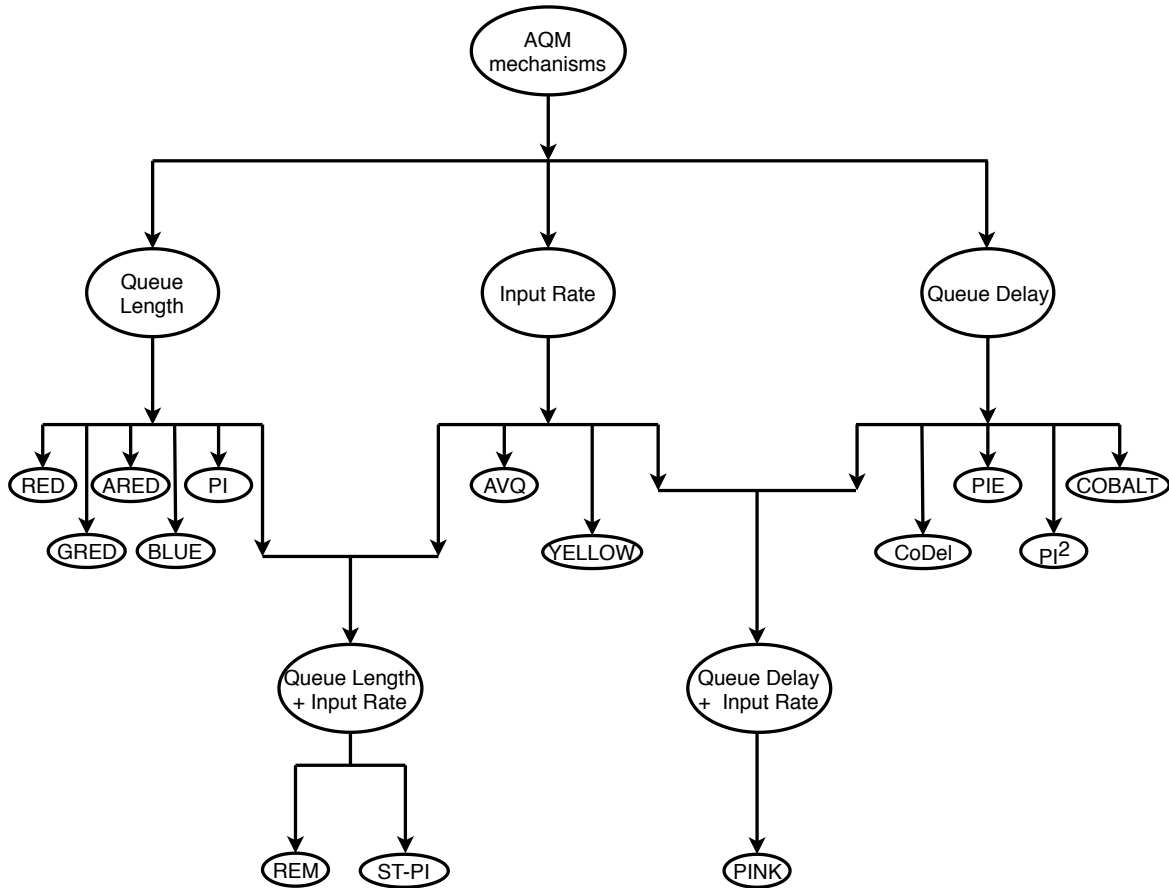 AQM
mechanisms
Queue
Length
Input Rate
Queue Delay
RED
ARED
PI
AVQ
PIE
COBALT
GRED
BLUE
YELLOW
CoDel
PI²
Queue Length
+ Input Rate
Queue Delay
+ Input Rate
REM
ST-PI
PINK